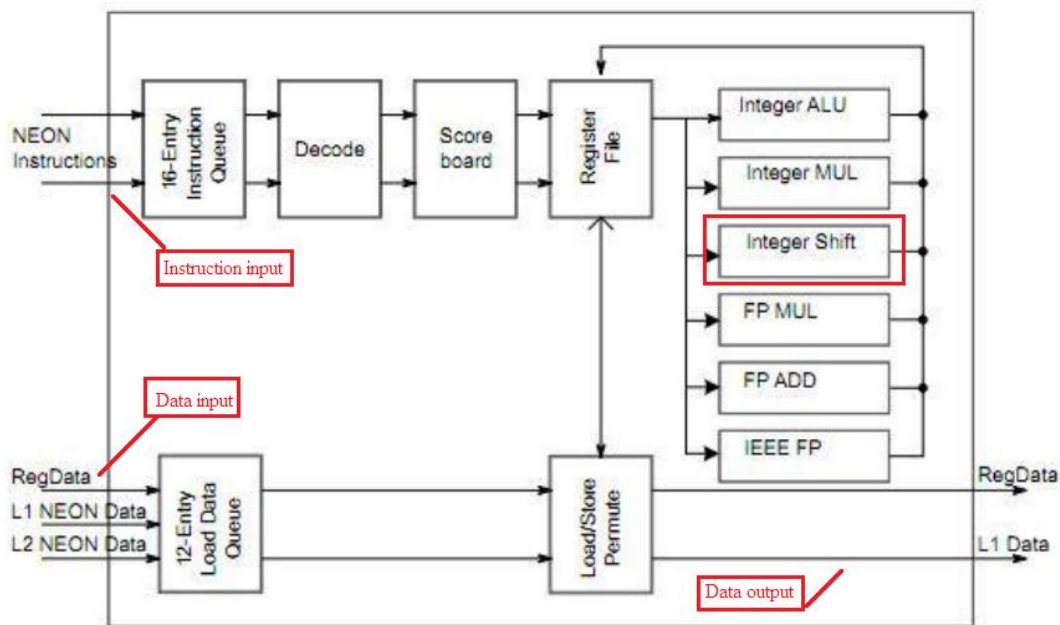 NEON
Instructions
16-Entry
Instruction
Queue
Decode
Score
board
Register
File
Integer ALU
Integer MUL
Integer Shift
FP MUL
FP ADD
IEEE FP
Instruction input
Data input
RegData
L1 NEON Data
L2 NEON Data
12-Entry
Load Data
Queue
Load/Store
Permute
RegData
L1 Data
Data output